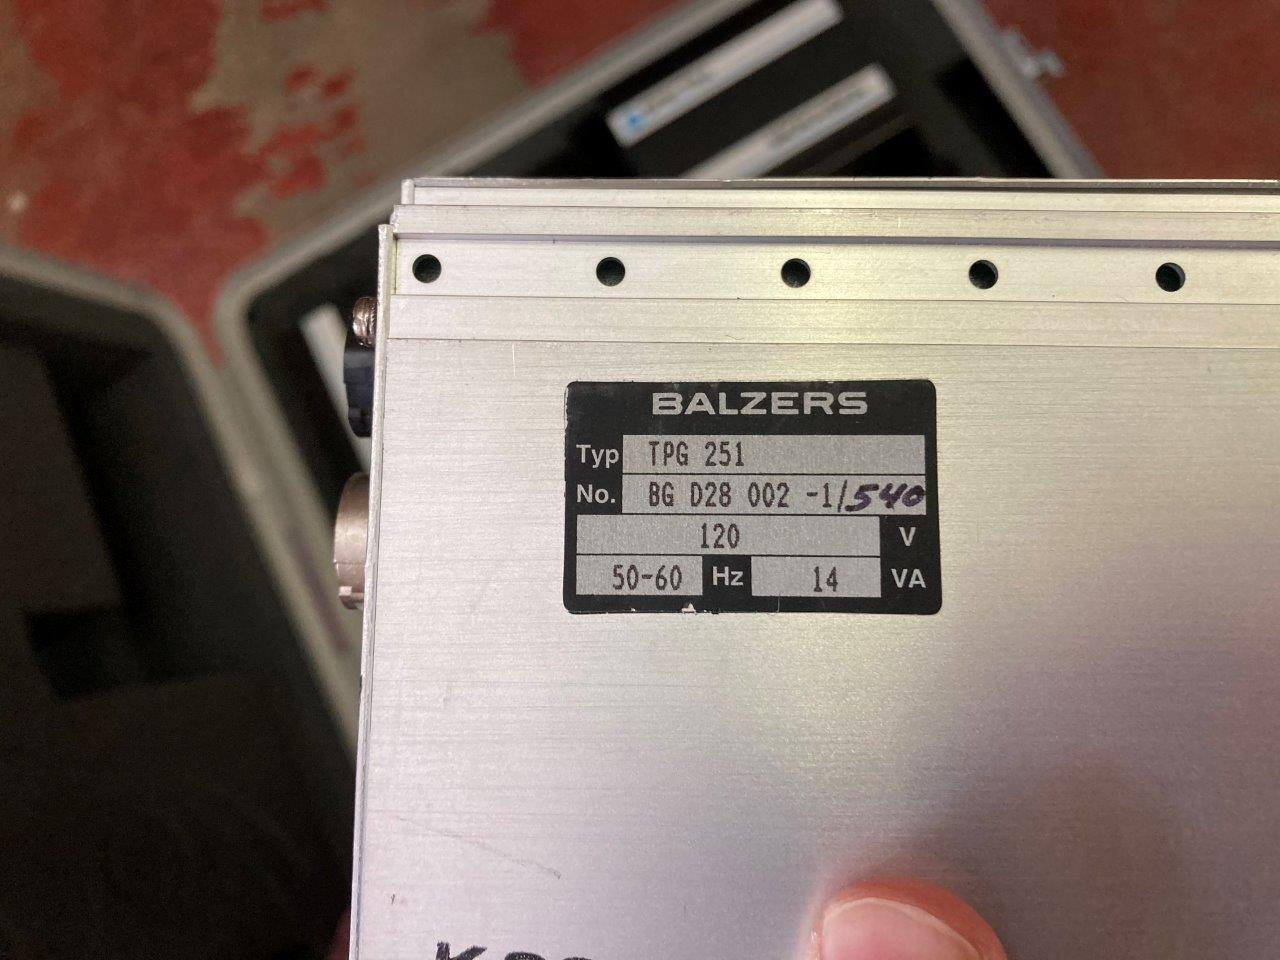 BALZERS
Typ TPG 251
No. BG D28 002 -1/540
120 V
50-60 Hz 14 VA